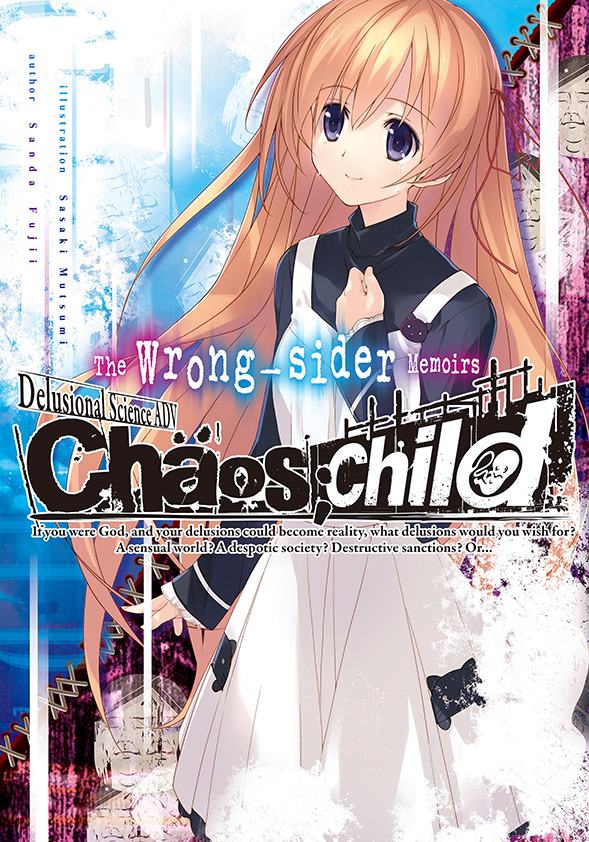 illustration Sasaki Mutsumi
author Sanda Fujii
The Wrong-sider Memoirs
Delusional Science ADV
Chäos;Child
If you were God, and your delusions could become reality, what delusions would you wish for?
A sensual world? A despotic society? Destructive sanctions? Or...